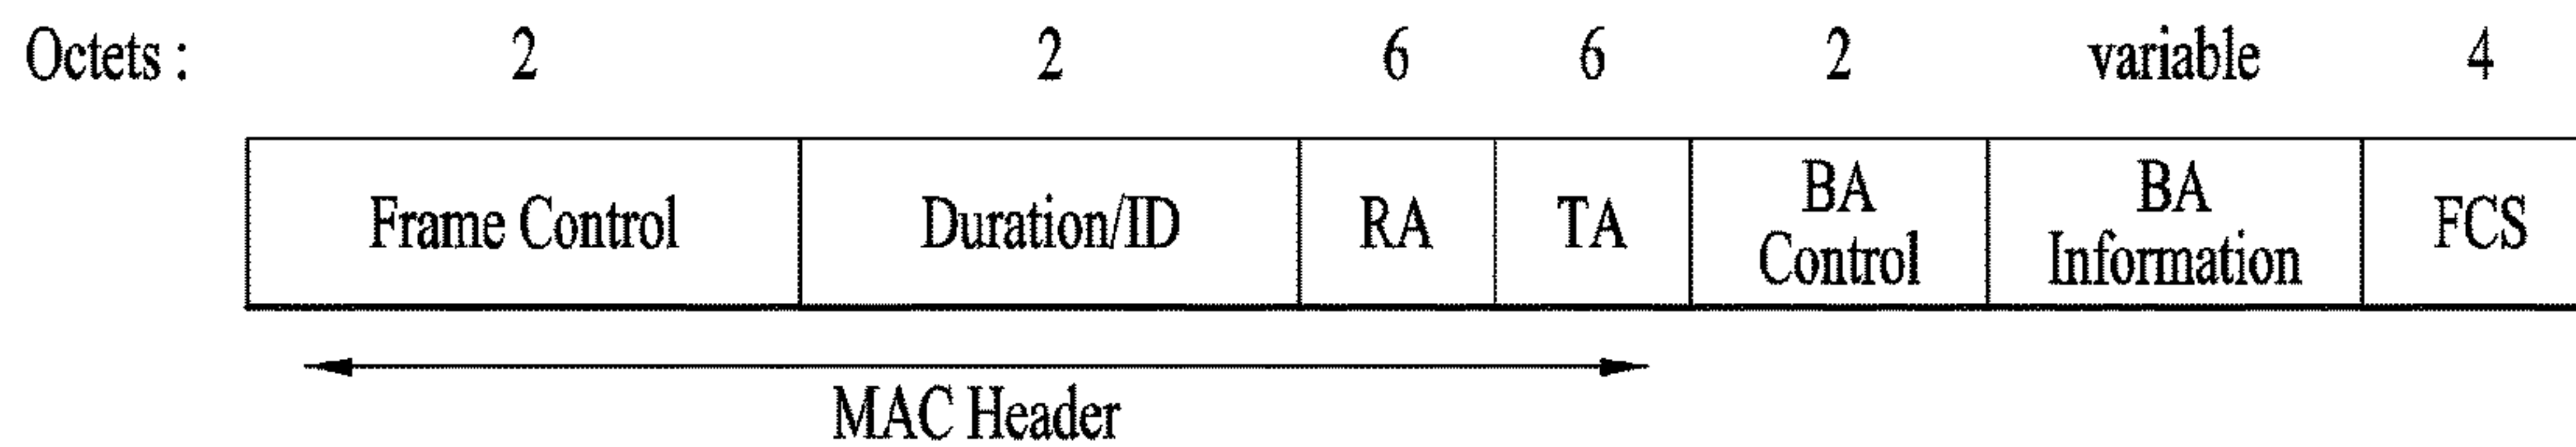 Octets : 2 2 6 6 2 variable 4
Frame Control Duration/ID RA TA BA Control BA Information FCS
MAC Header